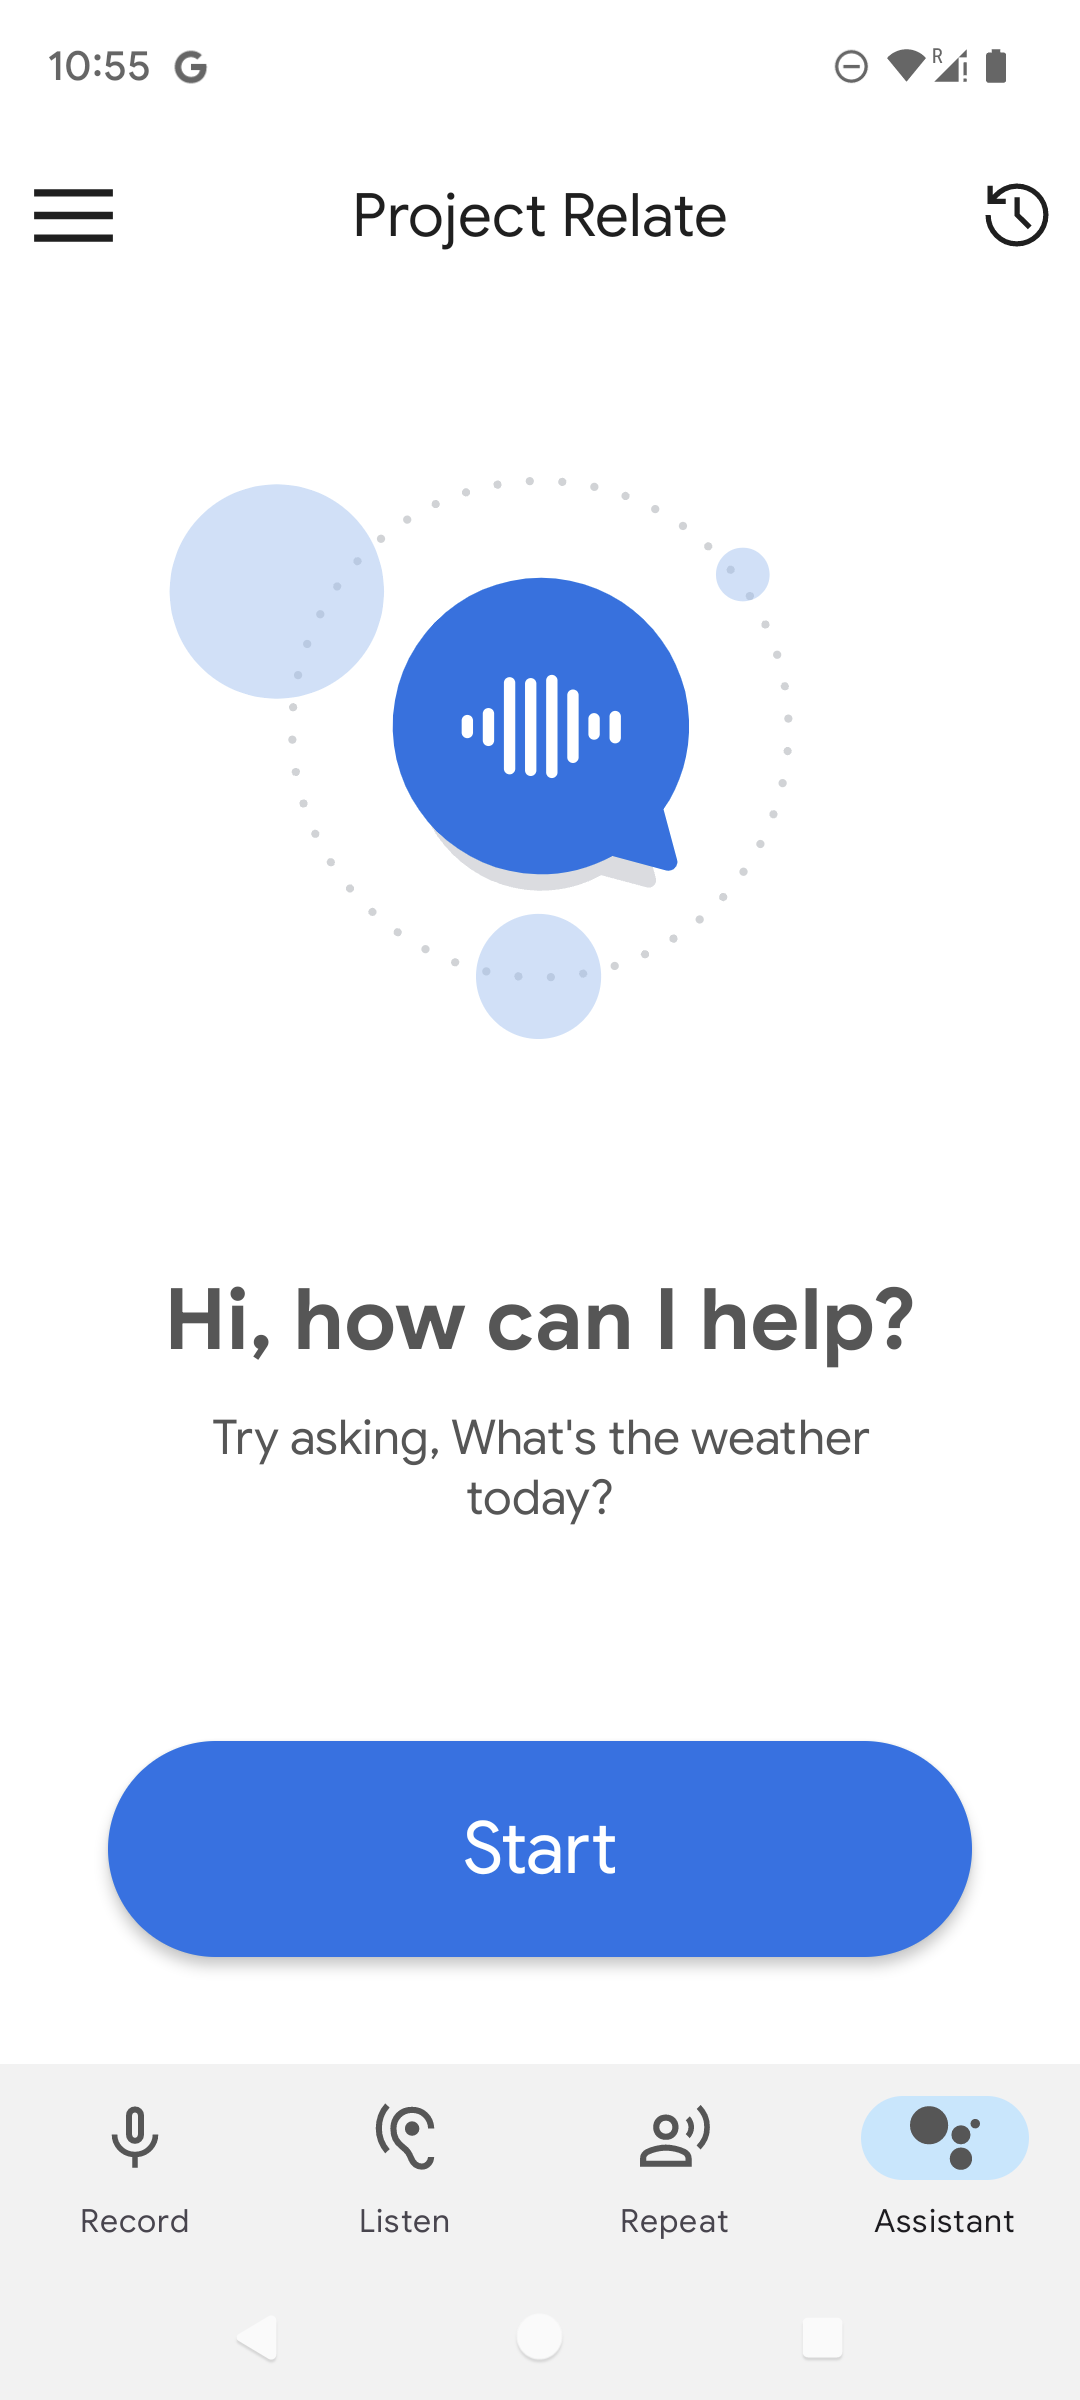 10:55
Project Relate
Hi, how can I help?
Try asking, What's the weather
today?
Start
Record
Listen
Repeat
Assistant